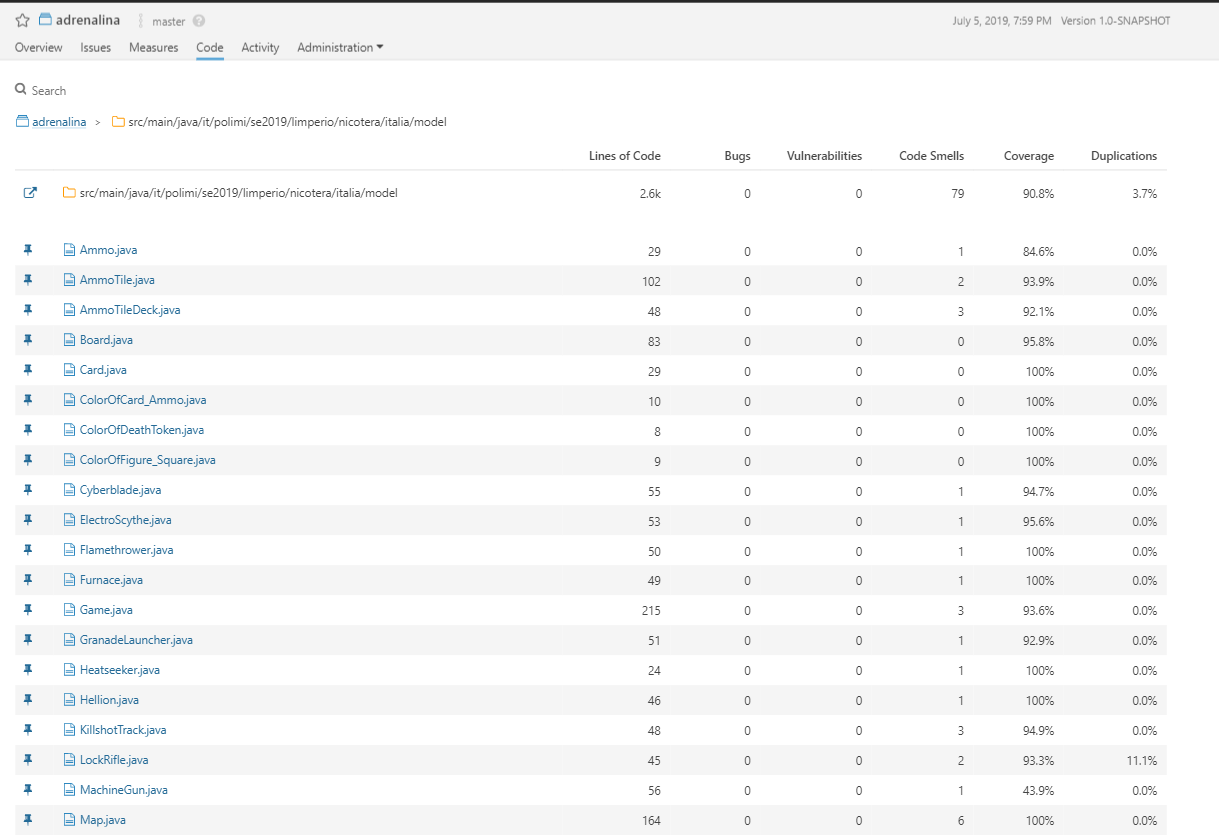 adrenalina master July 5, 2019, 7:59 PM Version 1.0-SNAPSHOT
Overview Issues Measures Code Activity Administration
Search
adrenalina > src/main/java/it/polimi/se2019/limperio/nicotera/italia/model
Lines of Code Bugs Vulnerabilities Code Smells Coverage Duplications
src/main/java/it/polimi/se2019/limperio/nicotera/italia/model 2.6k 0 0 79 90.8% 3.7%
Ammo.java 29 0 0 1 84.6% 0.0%
AmmoTile.java 102 0 0 2 93.9% 0.0%
AmmoTileDeck.java 48 0 0 3 92.1% 0.0%
Board.java 83 0 0 0 95.8% 0.0%
Card.java 29 0 0 0 100% 0.0%
ColorOfCard_Ammo.java 10 0 0 0 100% 0.0%
ColorOfDeathToken.java 8 0 0 0 100% 0.0%
ColorOfFigure_Square.java 9 0 0 0 100% 0.0%
Cyberblade.java 55 0 0 1 94.7% 0.0%
ElectroScythe.java 53 0 0 1 95.6% 0.0%
Flamethrower.java 50 0 0 1 100% 0.0%
Furnace.java 49 0 0 1 100% 0.0%
Game.java 215 0 0 3 93.6% 0.0%
GranadeLauncher.java 51 0 0 1 92.9% 0.0%
Heatseeker.java 24 0 0 1 100% 0.0%
Hellion.java 46 0 0 1 100% 0.0%
KillshotTrack.java 48 0 0 3 94.9% 0.0%
LockRifle.java 45 0 0 2 93.3% 11.1%
MachineGun.java 56 0 0 1 43.9% 0.0%
Map.java 164 0 0 6 100% 0.0%